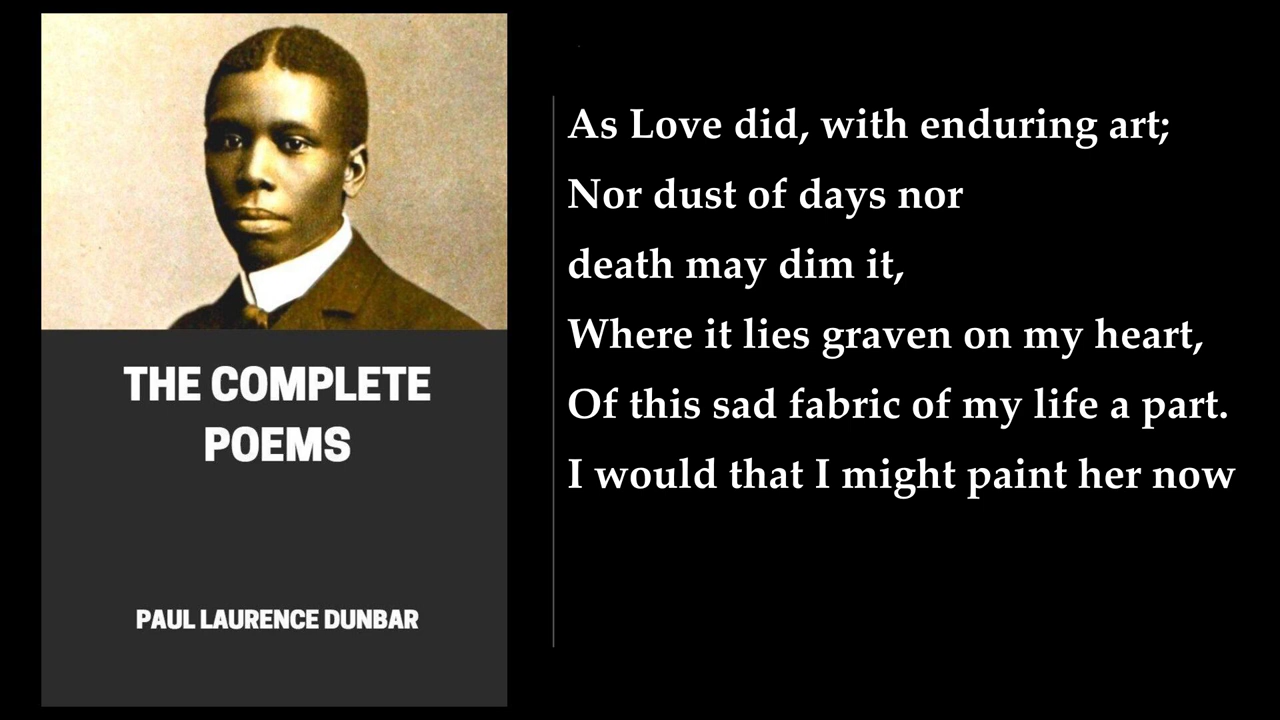 THE COMPLETE
POEMS
PAUL LAURENCE DUNBAR
As Love did, with enduring art;
Nor dust of days nor
death may dim it,
Where it lies graven on my heart,
Of this sad fabric of my life a part.
I would that I might paint her now